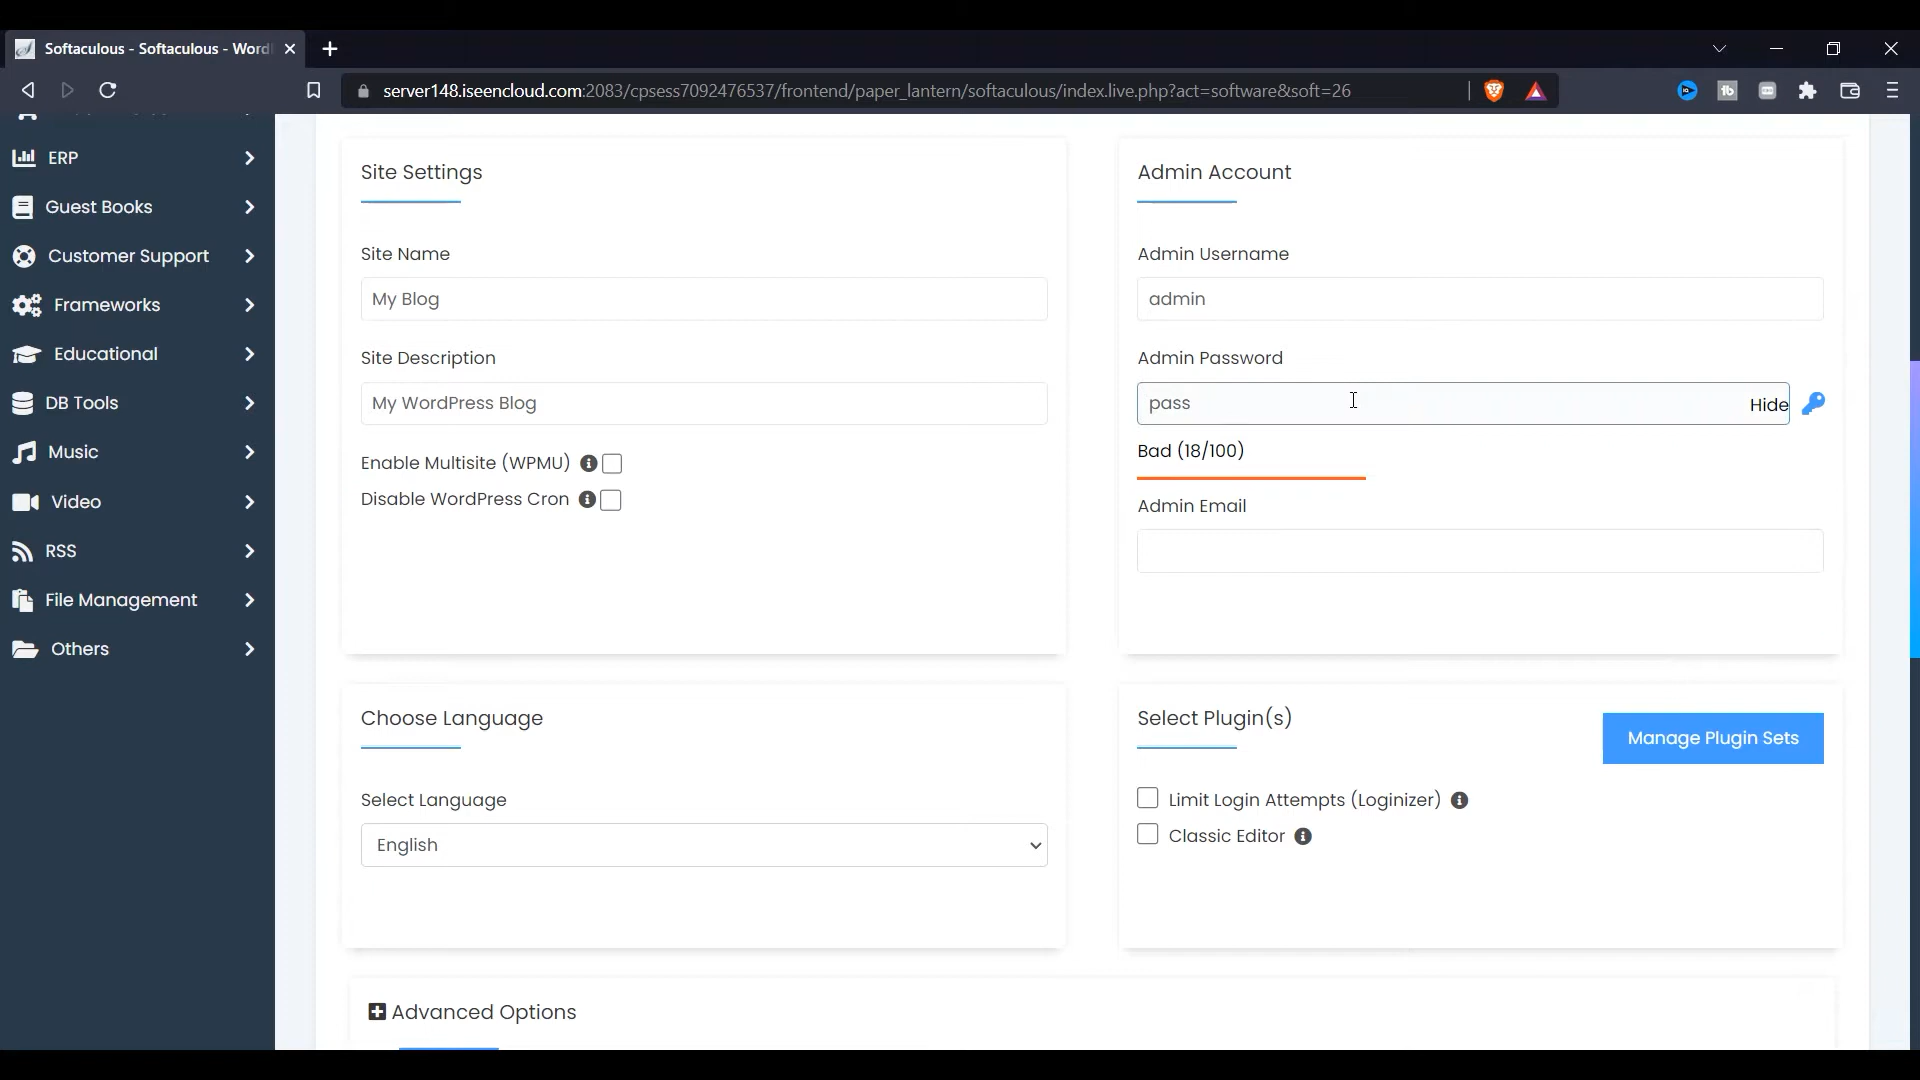 Softaculous - Softaculous - Word
server148.iseencloud.com:2083/cpsess7092476537/frontend/paper_lantern/softaculous/index.live.php?act=software&soft=26
ERP
Guest Books
Customer Support
Frameworks
Educational
DB Tools
Music
Video
RSS
File Management
Others
Site Settings
Site Name
My Blog
Site Description
My WordPress Blog
Enable Multisite (WPMU)
Disable WordPress Cron
Admin Account
Admin Username
admin
Admin Password
pass
Hide
Bad (18/100)
Admin Email
Choose Language
Select Language
English
Select Plugin(s)
Manage Plugin Sets
Limit Login Attempts (Loginizer)
Classic Editor
Advanced Options